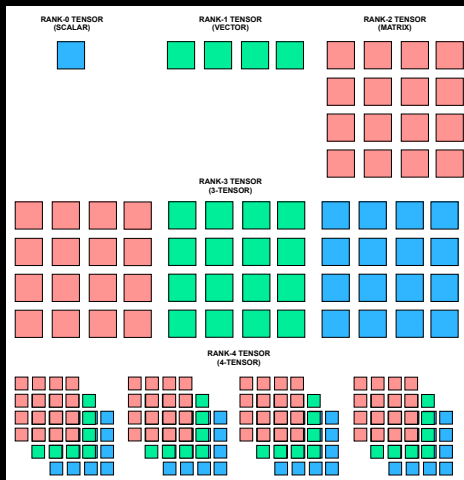 RANK-0 TENSOR
(SCALAR)
RANK-1 TENSOR
(VECTOR)
RANK-2 TENSOR
(MATRIX)
RANK-3 TENSOR
(3-TENSOR)
RANK-4 TENSOR
(4-TENSOR)